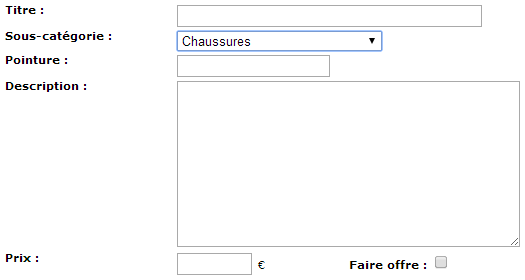 Titre :
Sous-catégorie : Chaussures
Pointure :
Description :
Prix : € Faire offre :